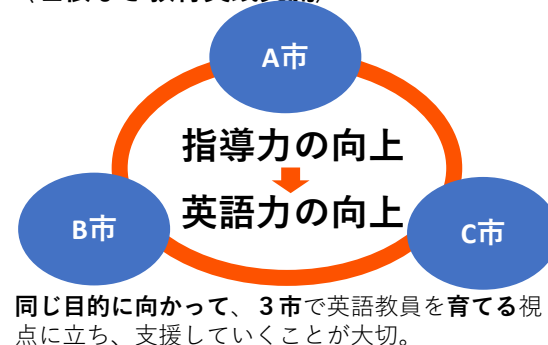 A市
指導力の向上
英語力の向上
B市
C市
同じ目的に向かって、３市で英語教員を育てる視
点に立ち、支援していくことが大切。